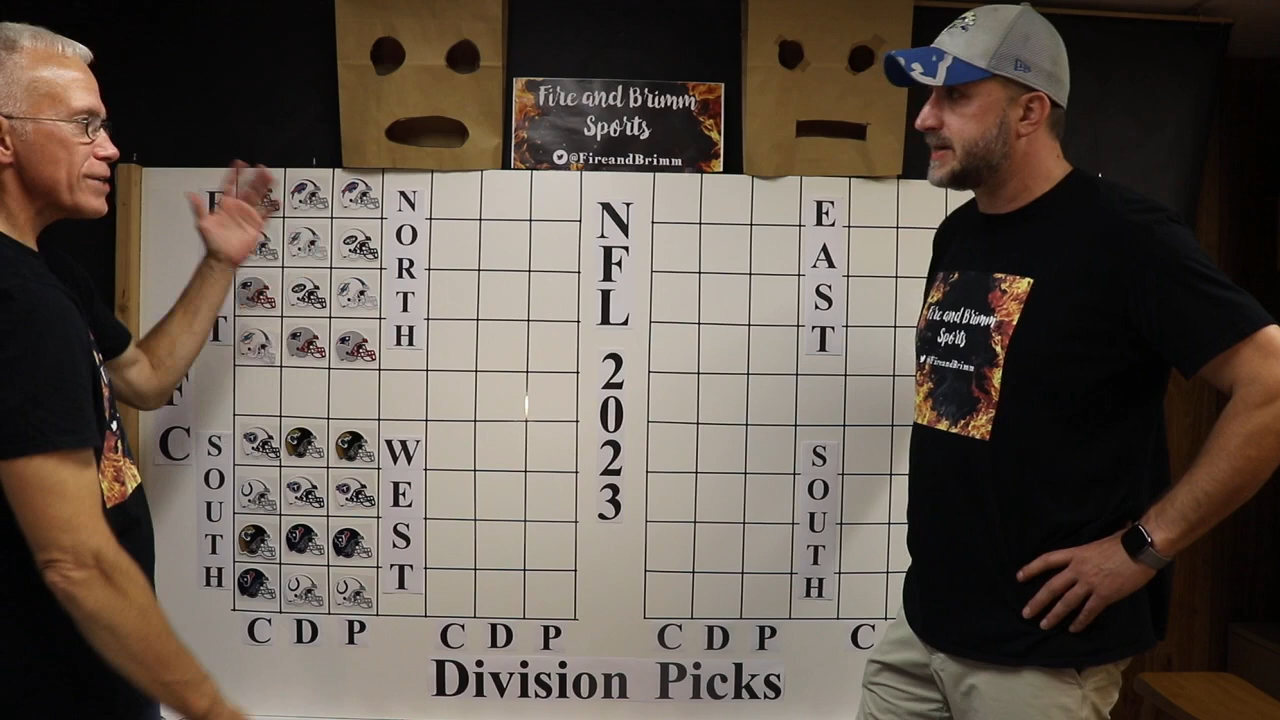 Fire and Brimm
Sports
@FireandBrimm
NORTH
NFL
2023
EAST
Fire and Brimm
Sports
@FireandBrimm
C
SOUTH
WEST
SOUTH
C D P
C D P
C D P
C
Division Picks